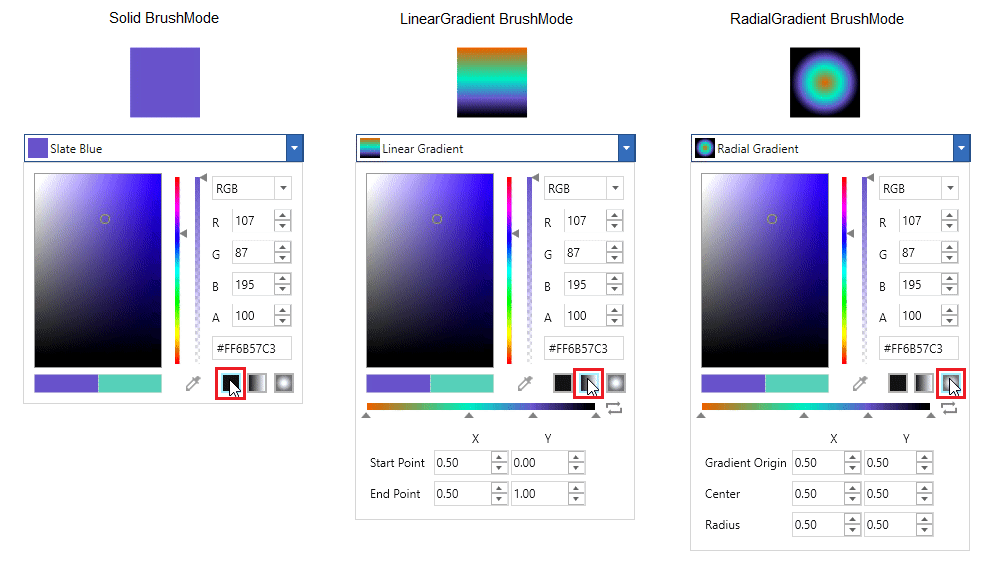 Solid BrushMode
LinearGradient BrushMode
RadialGradient BrushMode
Slate Blue
RGB
R 107
G 87
B 195
A 100
#FF6B57C3
Linear Gradient
RGB
R 107
G 87
B 195
A 100
#FF6B57C3
X Y
Start Point 0.50 0.00
End Point 0.50 1.00
Radial Gradient
RGB
R 107
G 87
B 195
A 100
#FF6B57C3
X Y
Gradient Origin 0.50 0.50
Center 0.50 0.50
Radius 0.50 0.50